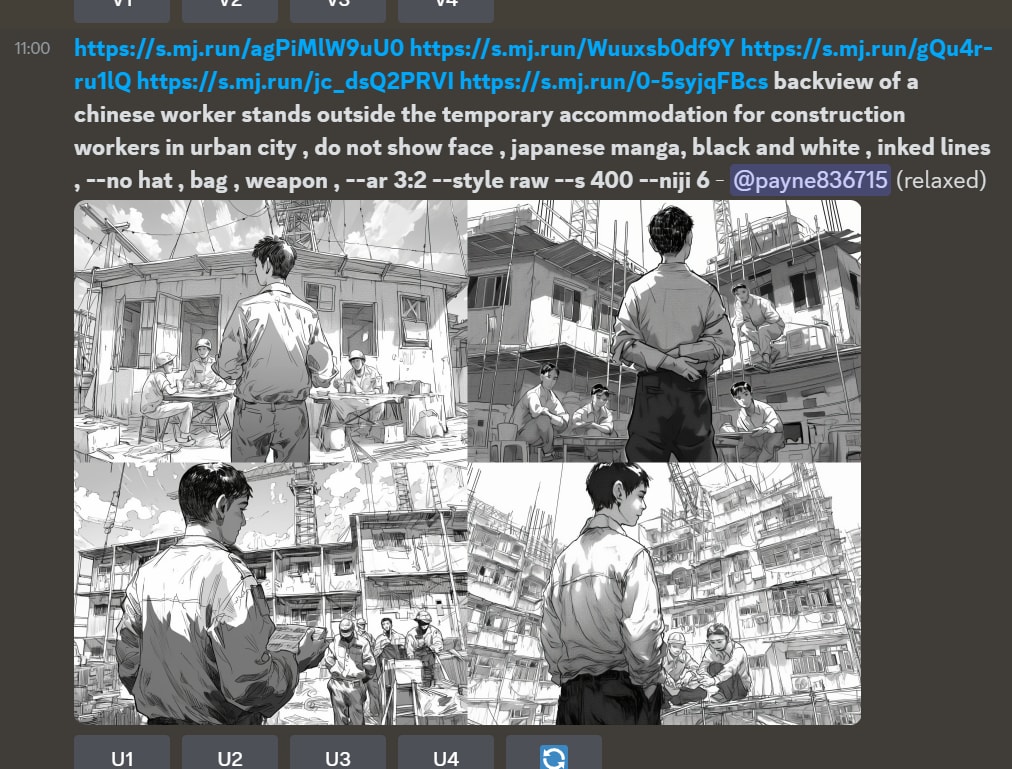 V1 V2 V3 V4
11:00 https://s.mj.run/agPiMlW9uU0 https://s.mj.run/Wuuxsb0df9Y https://s.mj.run/gQu4r-
ru1lQ https://s.mj.run/jc_dsQ2PRVI https://s.mj.run/0-5syjqFBcs backview of a
chinese worker stands outside the temporary accommodation for construction
workers in urban city , do not show face , japanese manga, black and white , inked lines
, --no hat , bag , weapon , --ar 3:2 --style raw --s 400 --niji 6 - @payne836715 (relaxed)
U1 U2 U3 U4